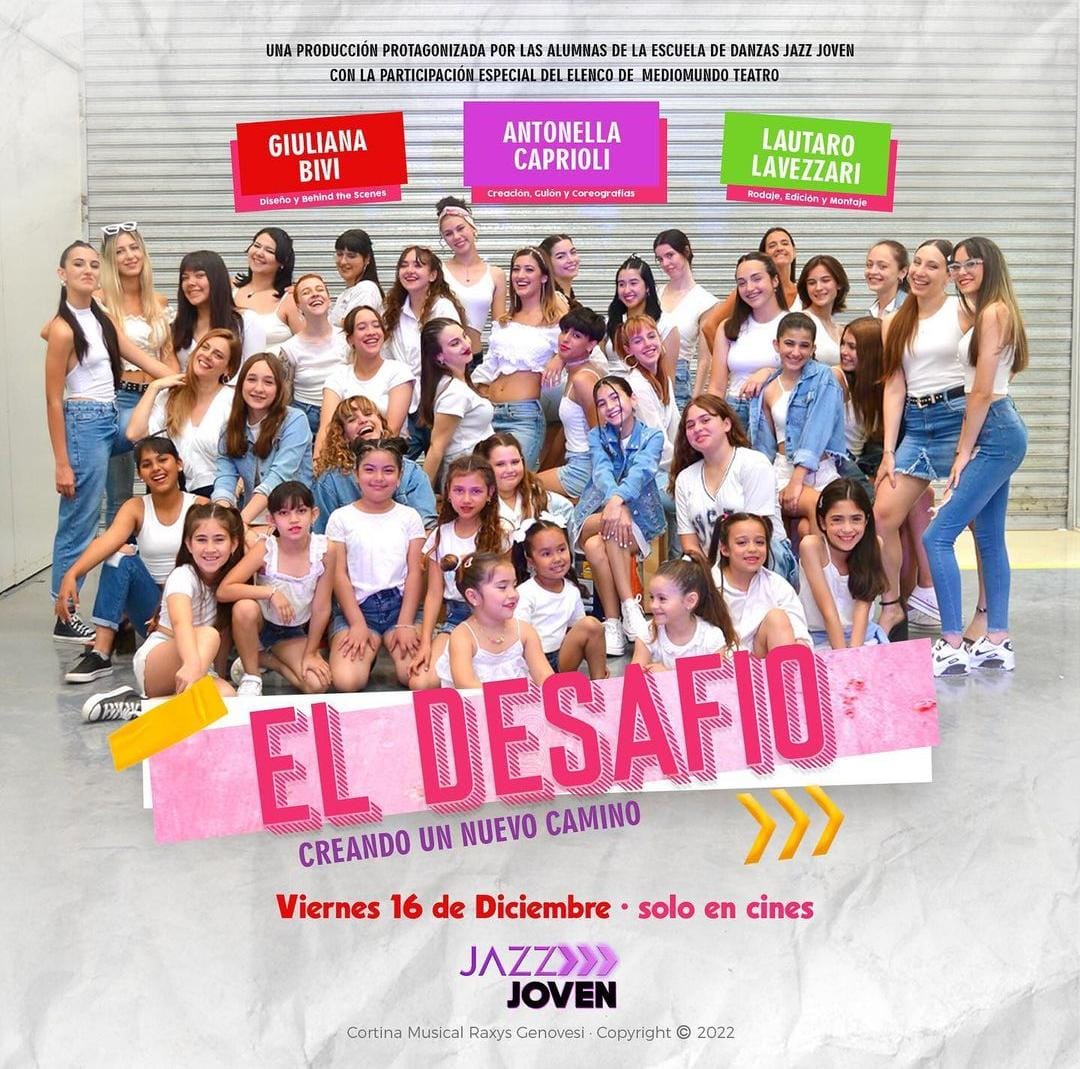 UNA PRODUCCIÓN PROTAGONIZADA POR LAS ALUMNAS DE LA ESCUELA DE DANZAS JAZZ JOVEN
CON LA PARTICIPACIÓN ESPECIAL DEL ELENCO DE MEDIOMUNDO TEATRO
GIULIANA
BIVI
Diseño y Behind the Scenes
ANTONELLA
CAPRIOLI
Creación, Guión y Coreografías
LAUTARO
LAVEZZARI
Rodaje, Edición y Montaje
EL DESAFIO
CREANDO UN NUEVO CAMINO
Viernes 16 de Diciembre · solo en cines
JAZZ
JOVEN
Cortina Musical Raxys Genovesi · Copyright © 2022